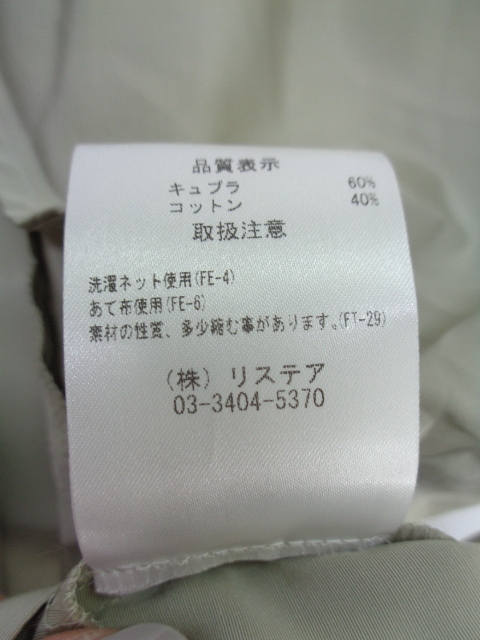 品質表示
キュプラ 60%
コットン 40%
取扱注意
洗濯ネット使用(FE-4)
あて布使用(FE-6)
素材の性質、多少縮む事があります。(FT-29)
(株) リステア
03-3404-5370